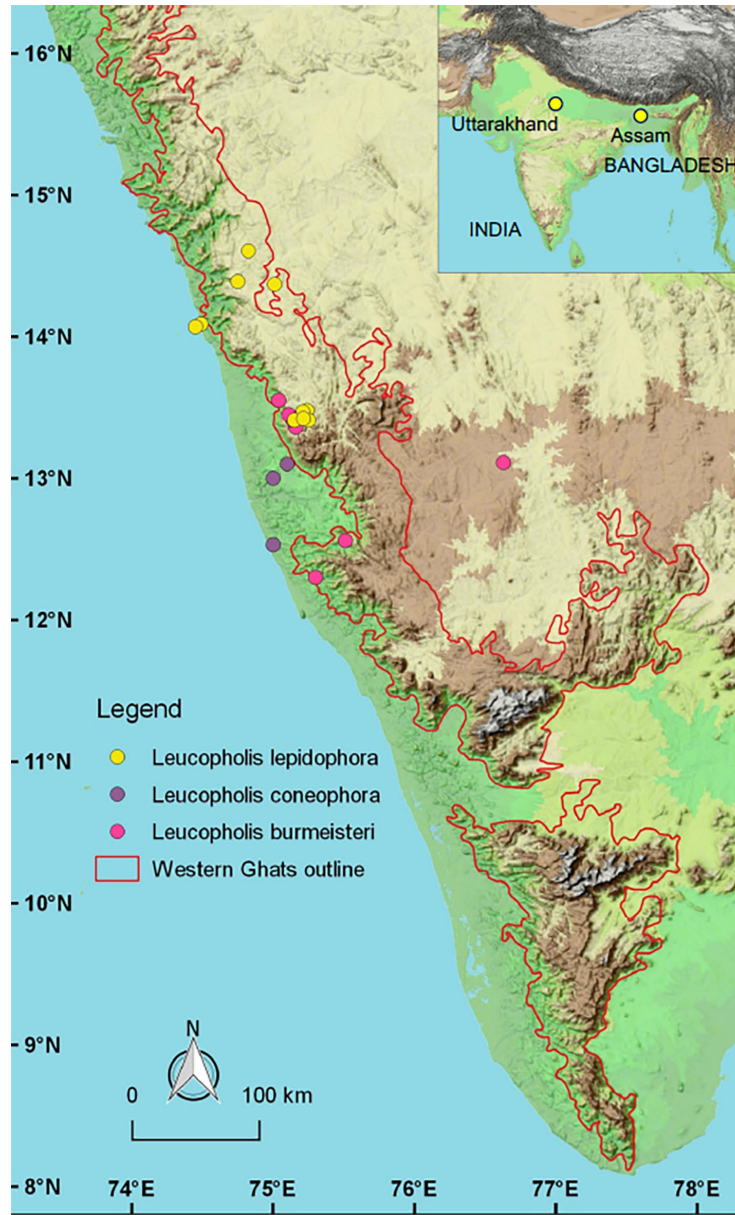 16°N
Uttarakhand
Assam
BANGLADESH
INDIA
15°N
14°N
13°N
12°N
Legend
11°N
Leucopholis lepidophora
Leucopholis coneophora
Leucopholis burmeisteri
Western Ghats outline
10°N
9°N
N
0 100 km
8°N
74°E 75°E 76°E 77°E 78°E